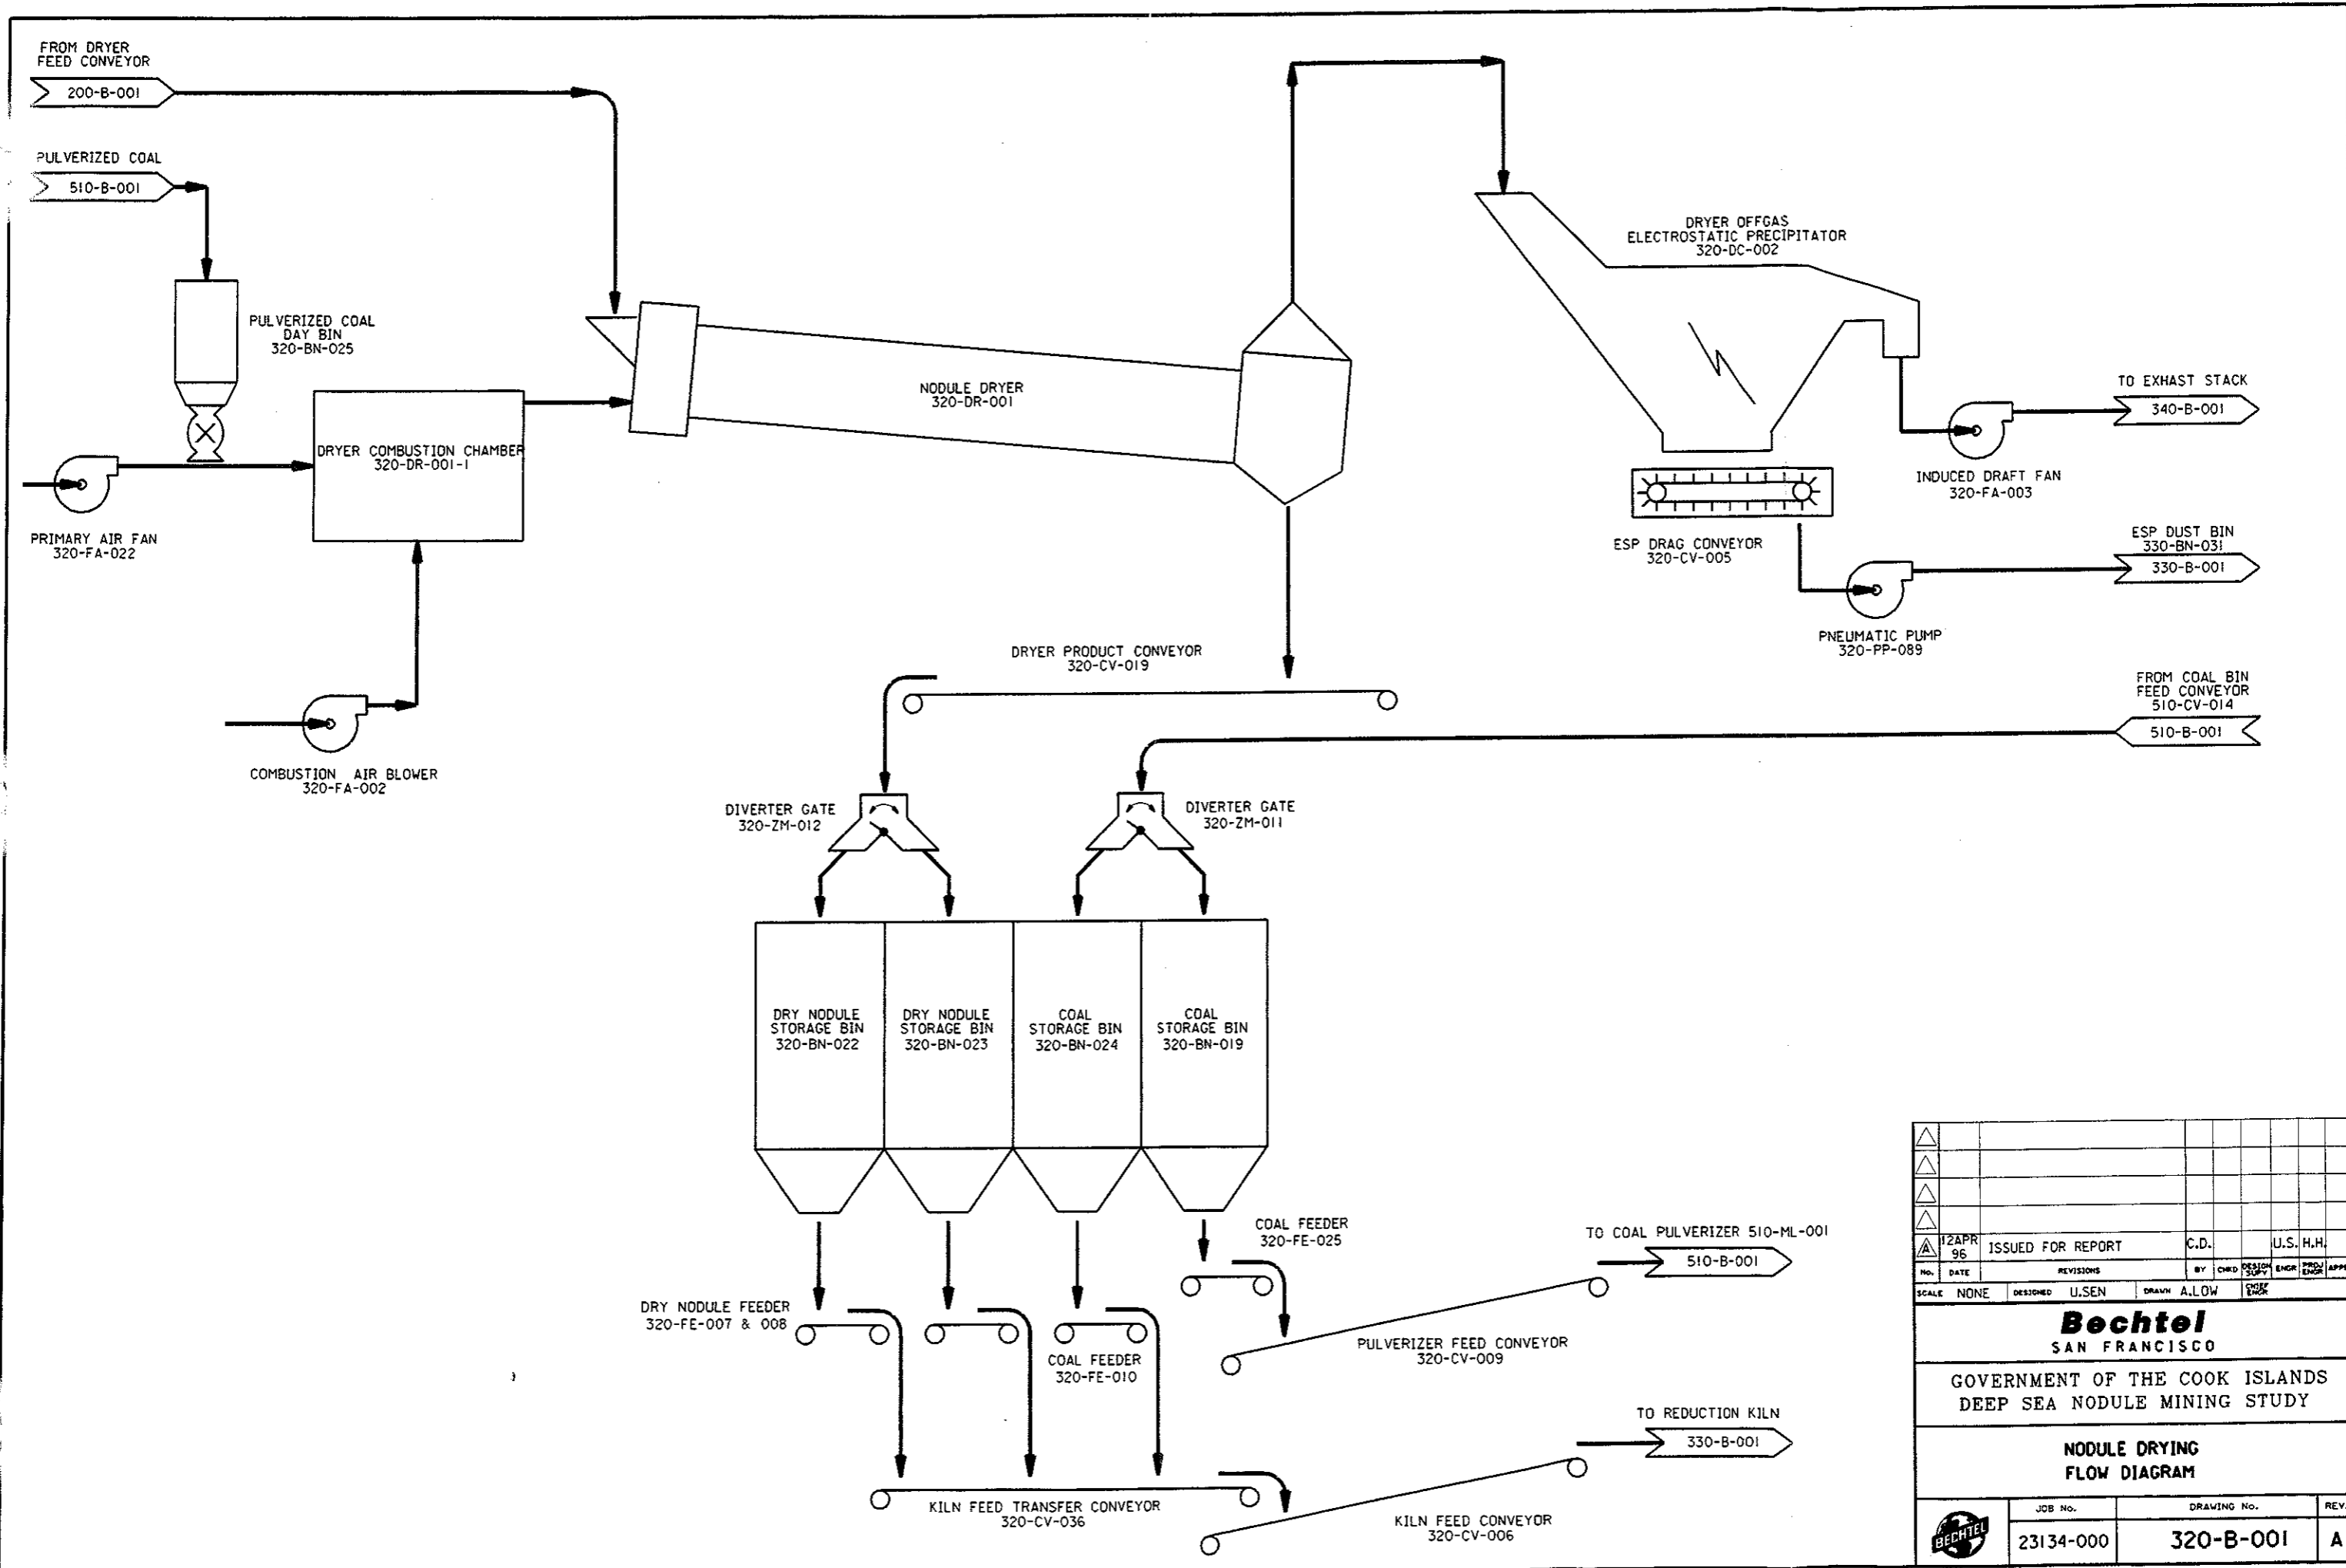 FROM DRYER
FEED CONVEYOR
200-B-001
PULVERIZED COAL
510-B-001
PULVERIZED COAL
DAY BIN
320-BN-025
DRYER COMBUSTION CHAMBER
320-DR-001-1
PRIMARY AIR FAN
320-FA-022
COMBUSTION AIR BLOWER
320-FA-002
NODULE DRYER
320-DR-001
DRYER OFFGAS
ELECTROSTATIC PRECIPITATOR
320-DC-002
TO EXHAST STACK
340-B-001
INDUCED DRAFT FAN
320-FA-003
ESP DRAG CONVEYOR
320-CV-005
ESP DUST BIN
330-BN-031
330-B-001
PNEUMATIC PUMP
320-PP-089
DRYER PRODUCT CONVEYOR
320-CV-019
FROM COAL BIN
FEED CONVEYOR
510-CV-014
510-B-001
DIVERTER GATE
320-ZM-012
DIVERTER GATE
320-ZM-011
DRY NODULE
STORAGE BIN
320-BN-022
DRY NODULE
STORAGE BIN
320-BN-023
COAL
STORAGE BIN
320-BN-024
COAL
STORAGE BIN
320-BN-019
COAL FEEDER
320-FE-025
TO COAL PULVERIZER 510-ML-001
510-B-001
DRY NODULE FEEDER
320-FE-007 & 008
COAL FEEDER
320-FE-010
PULVERIZER FEED CONVEYOR
320-CV-009
TO REDUCTION KILN
330-B-001
KILN FEED TRANSFER CONVEYOR
320-CV-036
KILN FEED CONVEYOR
320-CV-006
A 12APR 96 ISSUED FOR REPORT C.D. U.S. H.H.
No. DATE REVISIONS BY CHKD DESIGN SUPV ENGR PROJ ENGR APPR
SCALE NONE DESIGNED U.SEN DRAWN A.LOW CHIEF ENGR
Bechtel
SAN FRANCISCO
GOVERNMENT OF THE COOK ISLANDS
DEEP SEA NODULE MINING STUDY
NODULE DRYING
FLOW DIAGRAM
BECHTEL
JOB No. DRAWING No. REV.
23134-000 320-B-001 A